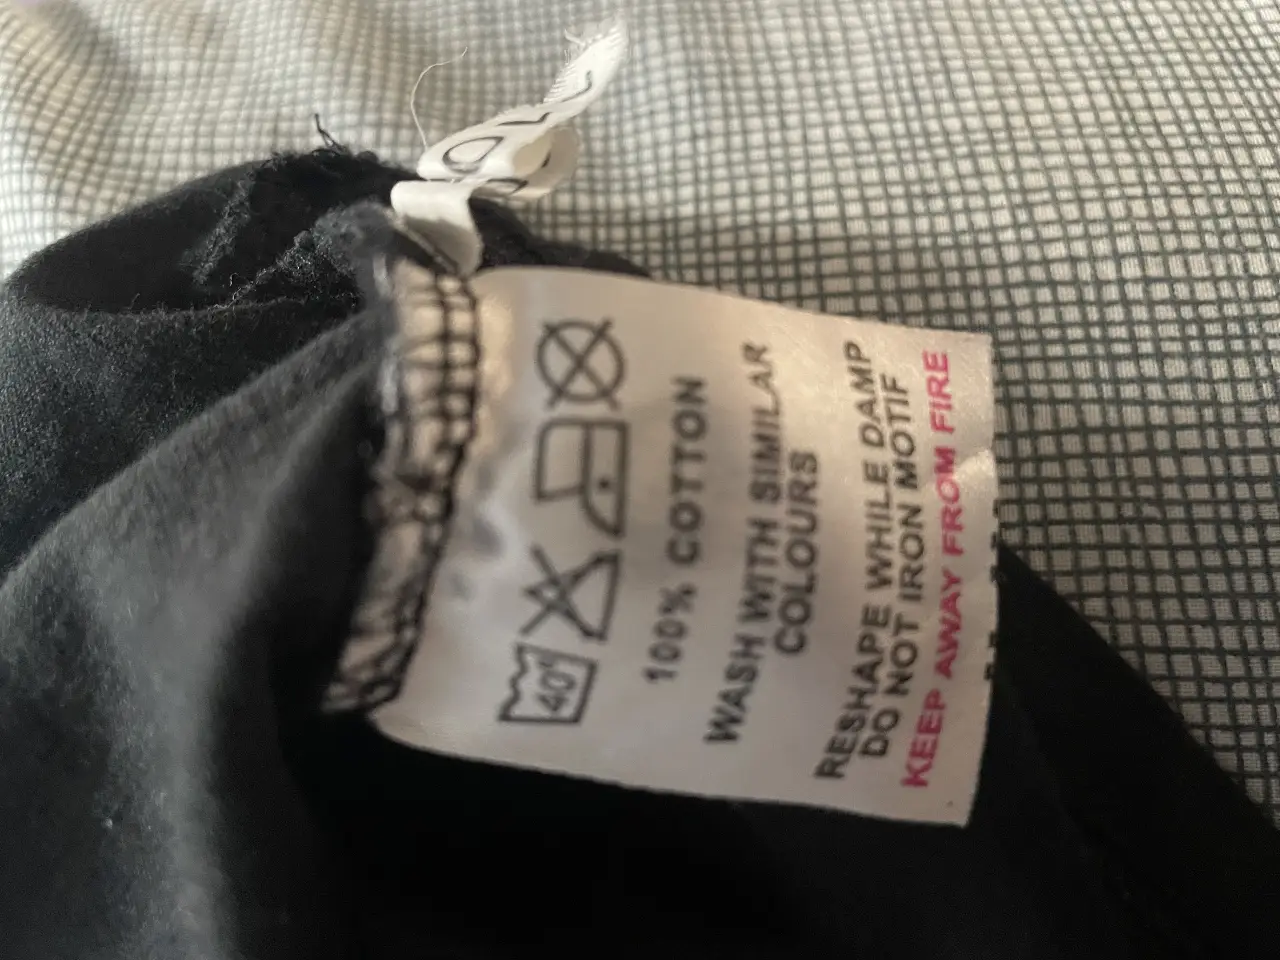 40°
100% COTTON
WASH WITH SIMILAR
COLOURS
RESHAPE WHILE DAMP
DO NOT IRON MOTIF
KEEP AWAY FROM FIRE